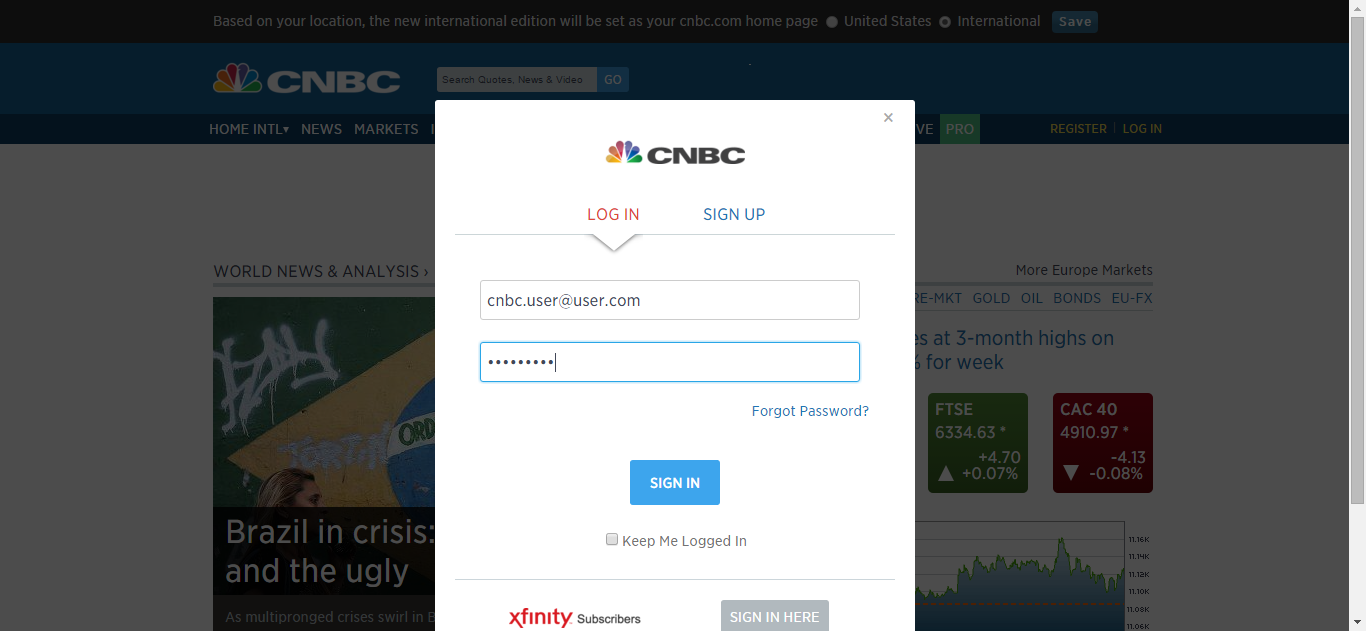 Based on your location, the new international edition will be set as your cnbc.com home page United States International Save
CNBC
Search Quotes, News & Video GO
HOME INTL▾ NEWS MARKETS
PRO
REGISTER | LOG IN
×
CNBC
LOG IN SIGN UP
cnbc.user@user.com
•••••••••
Forgot Password?
SIGN IN
Keep Me Logged In
xfinity Subscribers SIGN IN HERE
WORLD NEWS & ANALYSIS ›
ORD
Brazil in crisis:
and the ugly
As multipronged crises swirl in B
More Europe Markets
RE-MKT GOLD OIL BONDS EU-FX
es at 3-month highs on
% for week
FTSE
6334.63 *
+4.70
▲ +0.07%
CAC 40
4910.97 *
-4.13
▼ -0.08%
11.16K
11.14K
11.12K
11.10K
11.08K
11.06K